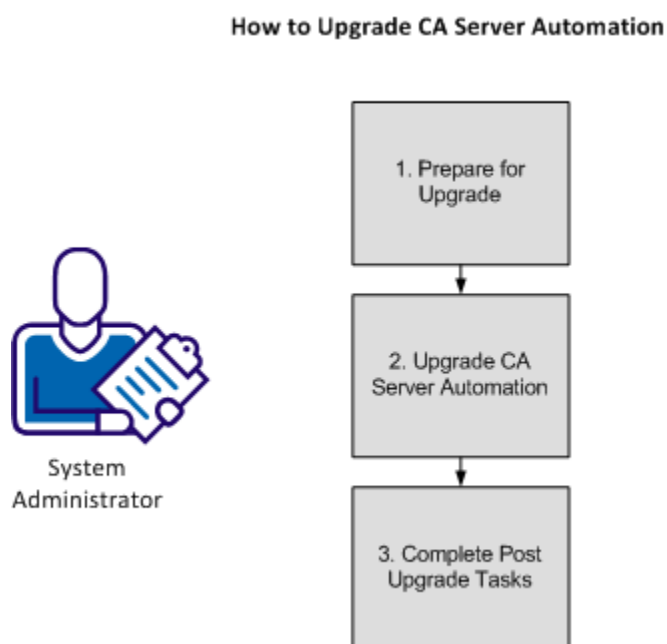 How to Upgrade CA Server Automation
1. Prepare for
Upgrade
2. Upgrade CA
Server Automation
System
Administrator
3. Complete Post
Upgrade Tasks